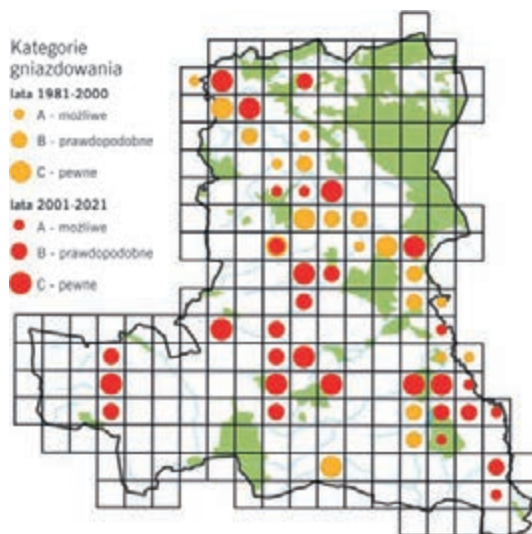 Kategorie
gniazdowania
lata 1981-2000
A - możliwe
B - prawdopodobne
C - pewne
lata 2001-2021
A - możliwe
B - prawdopodobne
C - pewne